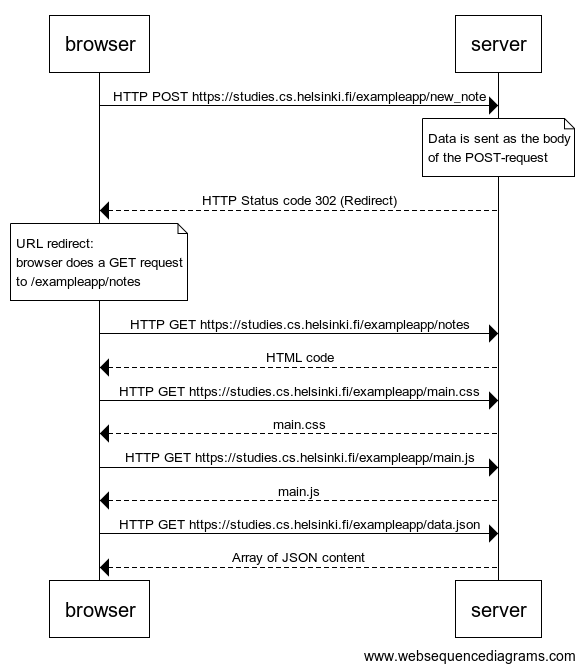 browser
server
HTTP POST https://studies.cs.helsinki.fi/exampleapp/new_note
Data is sent as the body
of the POST-request
HTTP Status code 302 (Redirect)
URL redirect:
browser does a GET request
to /exampleapp/notes
HTTP GET https://studies.cs.helsinki.fi/exampleapp/notes
HTML code
HTTP GET https://studies.cs.helsinki.fi/exampleapp/main.css
main.css
HTTP GET https://studies.cs.helsinki.fi/exampleapp/main.js
main.js
HTTP GET https://studies.cs.helsinki.fi/exampleapp/data.json
Array of JSON content
browser
server
www.websequencediagrams.com